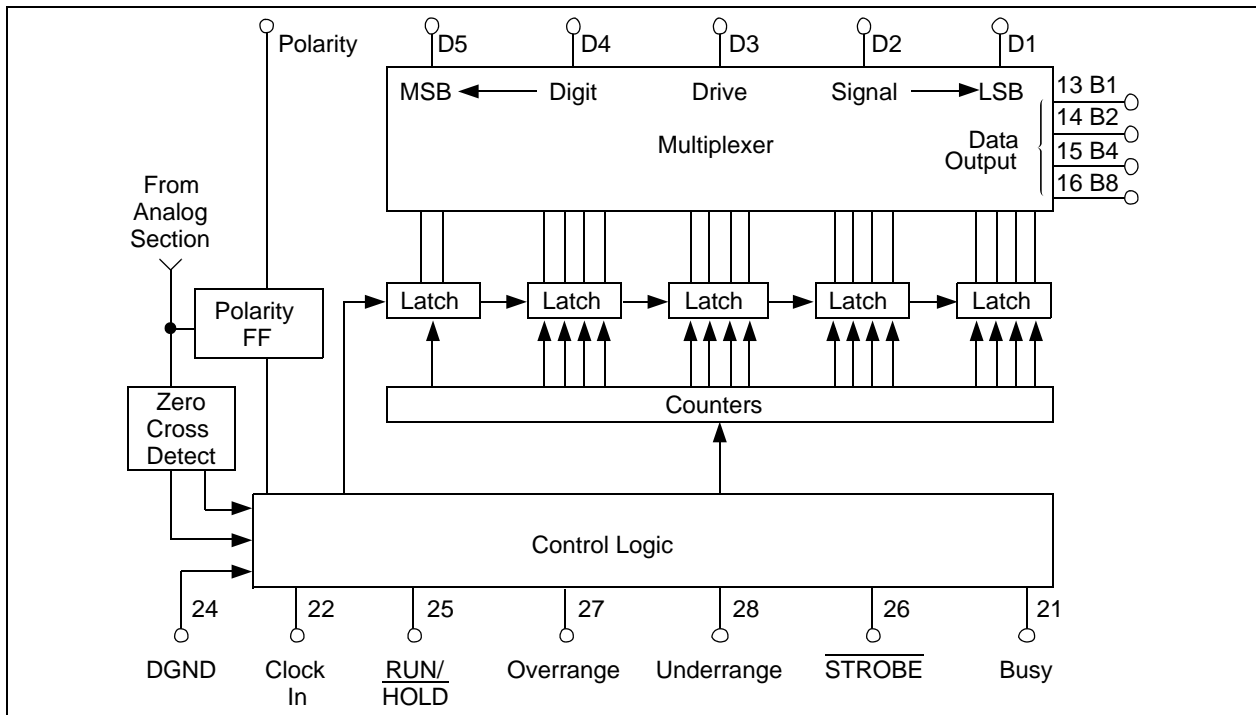 Polarity
D5
D4
D3
D2
D1
MSB
Digit
Drive
Signal
LSB
13 B1
14 B2
15 B4
16 B8
Data
Output
Multiplexer
From
Analog
Section
Polarity
FF
Latch
Latch
Latch
Latch
Latch
Zero
Cross
Detect
Counters
Control Logic
24
22
25
27
28
26
21
DGND
Clock
In
RUN/
HOLD
Overrange
Underrange
STROBE
Busy